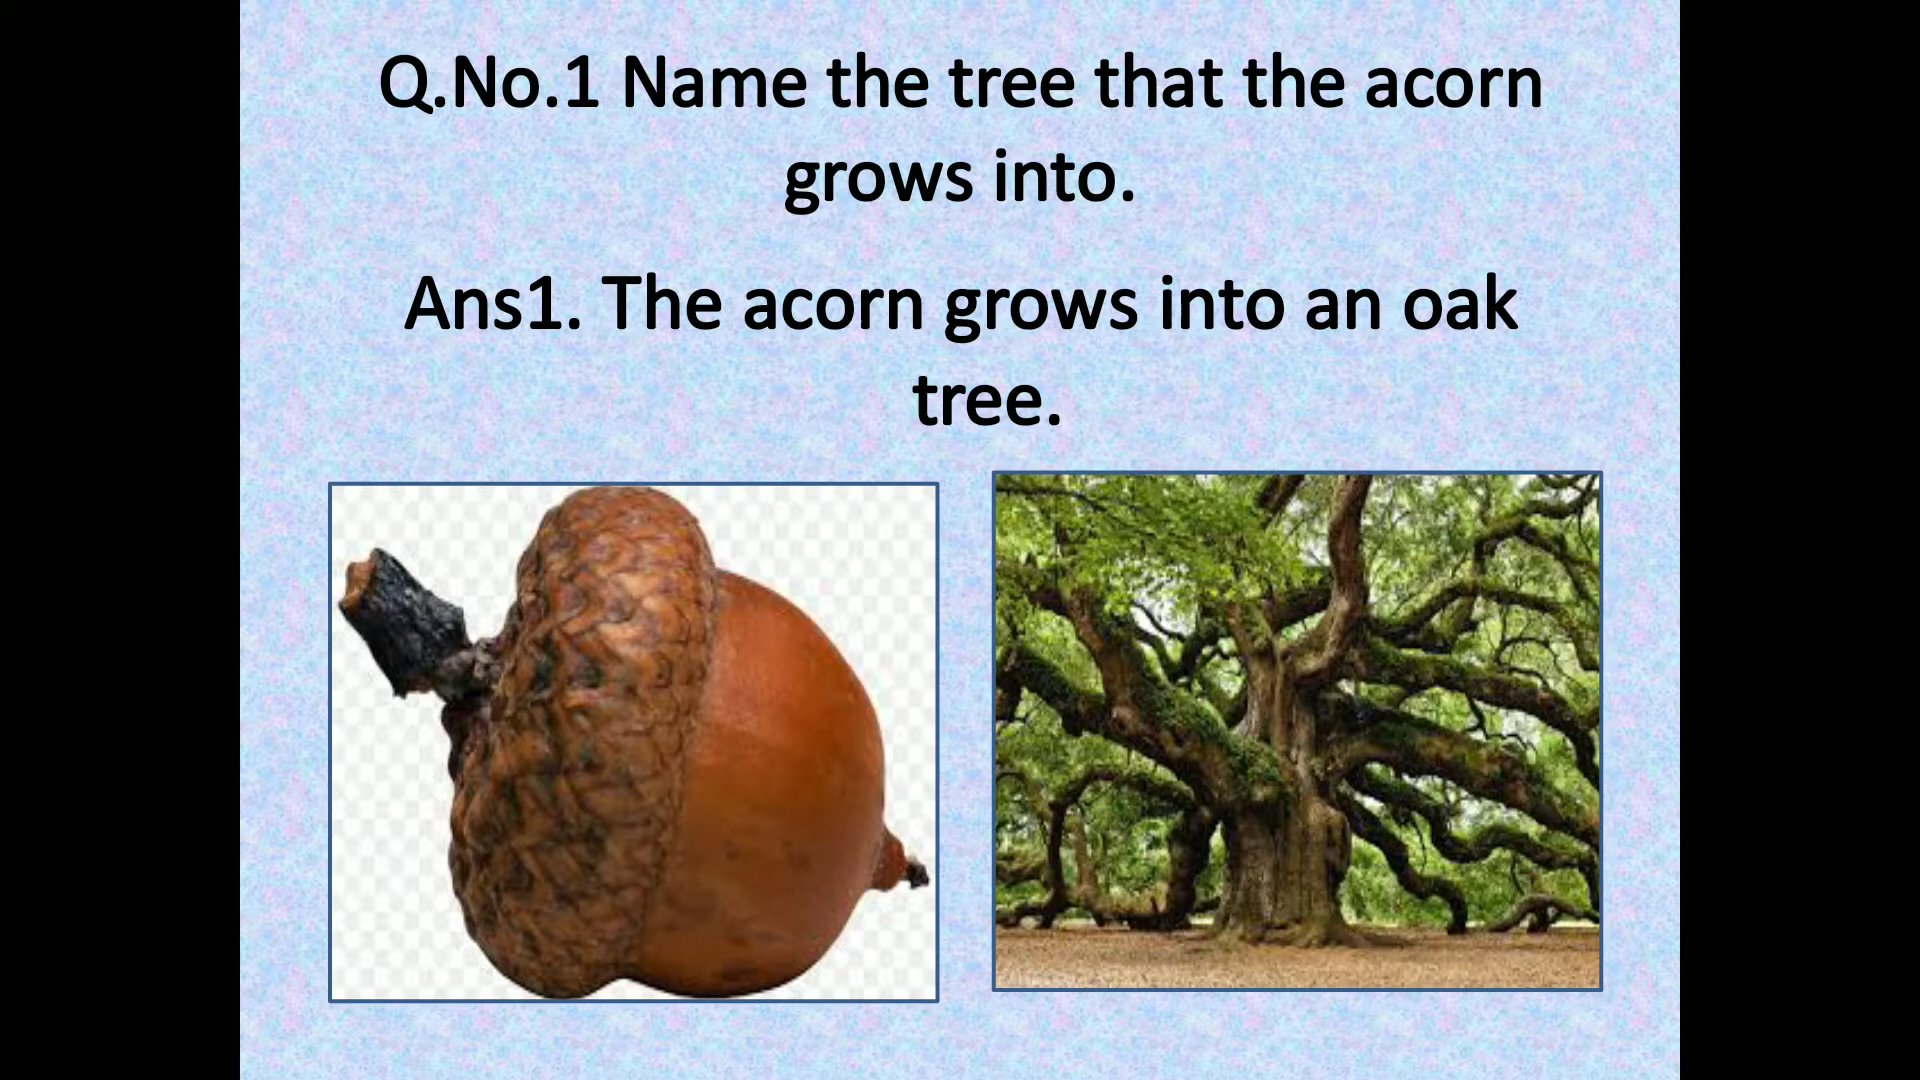 Q.No.1 Name the tree that the acorn
grows into.
Ans1. The acorn grows into an oak
tree.